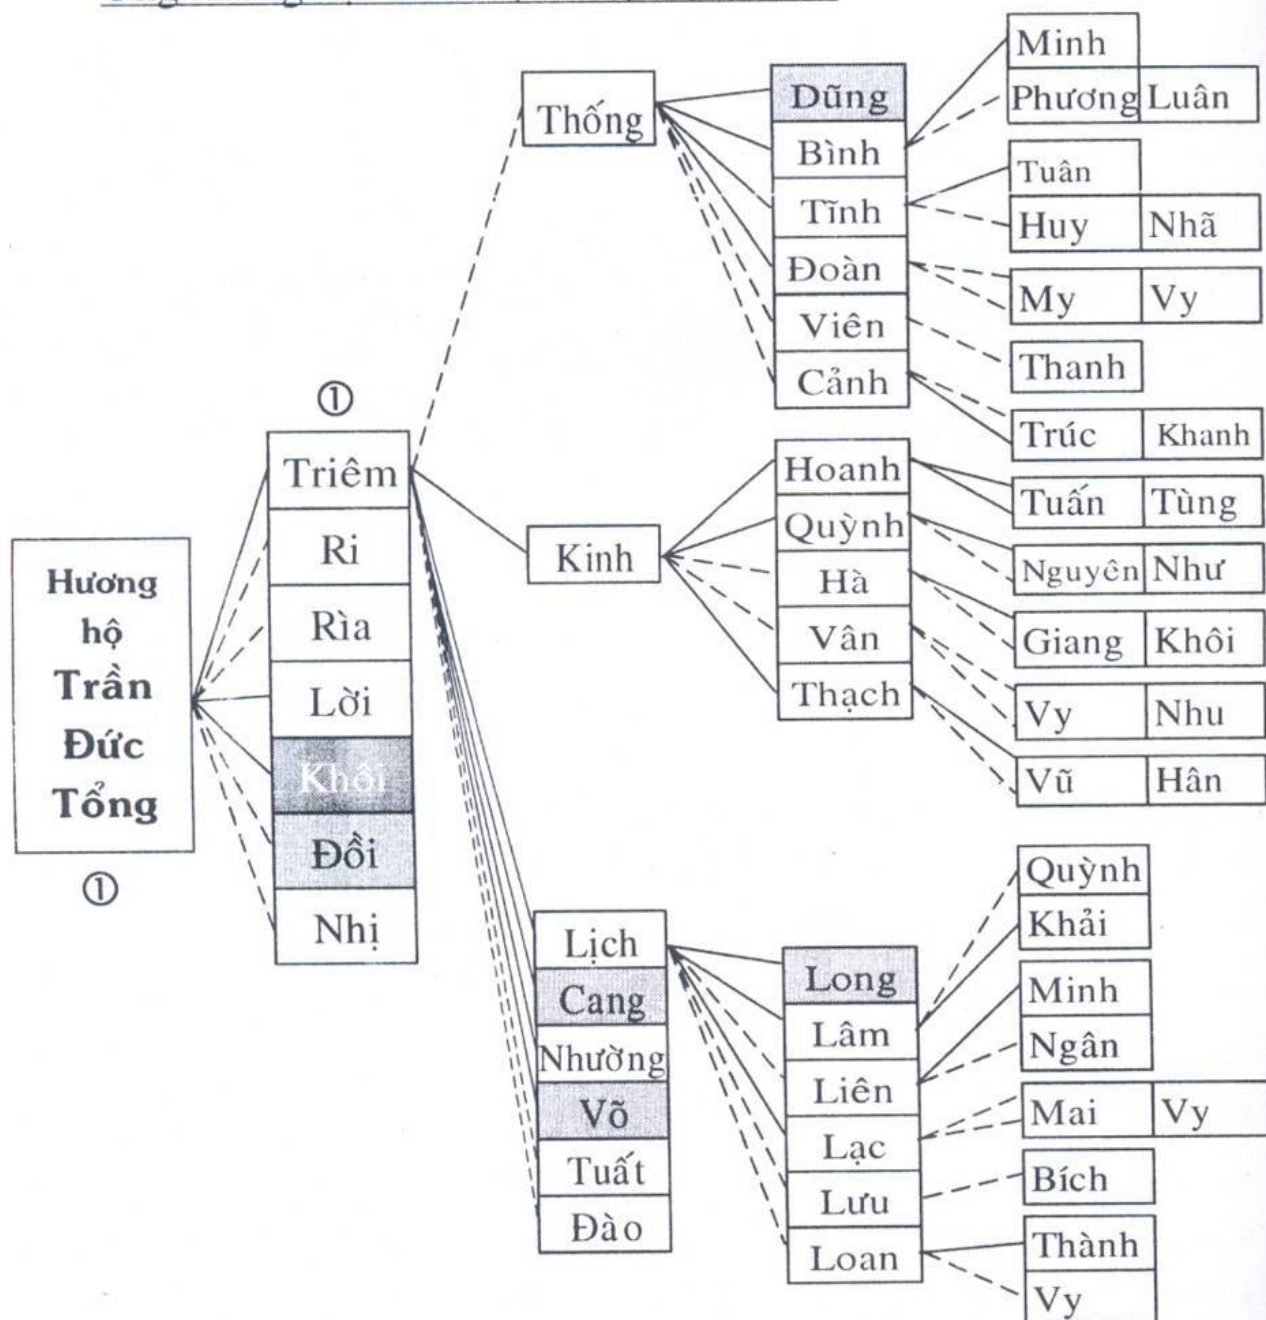 ①
Hương
hộ
Trần
Đức
Tổng
①
Triêm
Ri
Rìa
Lời
Khôi
Đồi
Nhị
Thống
Kinh
Lịch
Cang
Nhường
Võ
Tuất
Đào
Dũng
Bình
Tĩnh
Đoàn
Viên
Cảnh
Hoanh
Quỳnh
Hà
Vân
Thạch
Long
Lâm
Liên
Lạc
Lưu
Loan
Minh
Phương Luân
Tuân
Huy Nhã
My Vy
Thanh
Trúc Khanh
Tuấn Tùng
Nguyên Như
Giang Khôi
Vy Nhu
Vũ Hân
Quỳnh
Khải
Minh
Ngân
Mai Vy
Bích
Thành
Vy